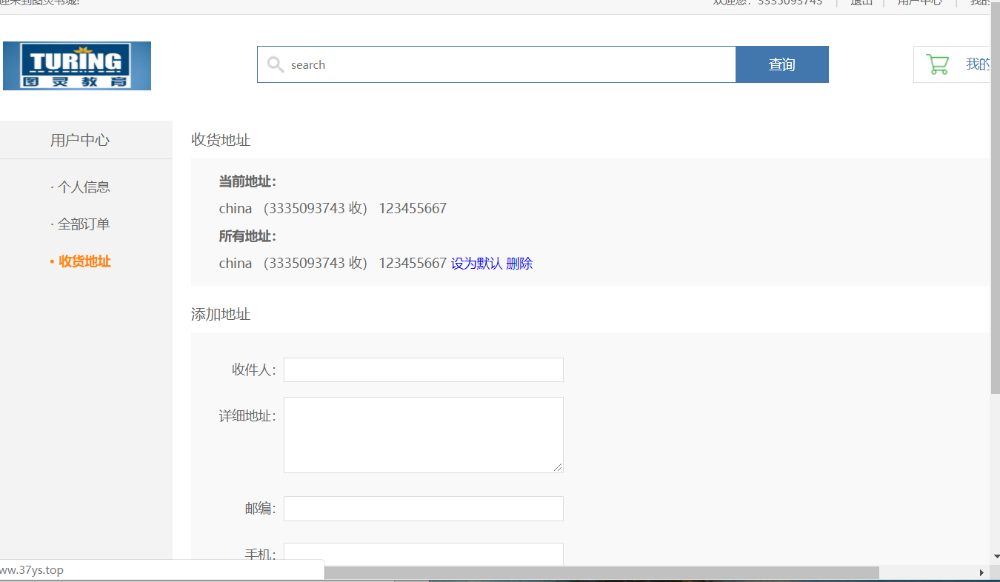 迎来到图灵书城!
欢迎您：3335093743 | 退出 | 用户中心 | 我的
TURING
图灵教育
search
查询
我的
用户中心
· 个人信息
· 全部订单
· 收货地址
收货地址
当前地址：
china （3335093743 收） 123455667
所有地址：
china （3335093743 收） 123455667 设为默认 删除
添加地址
收件人：
详细地址：
邮编：
手机：
ww.37ys.top